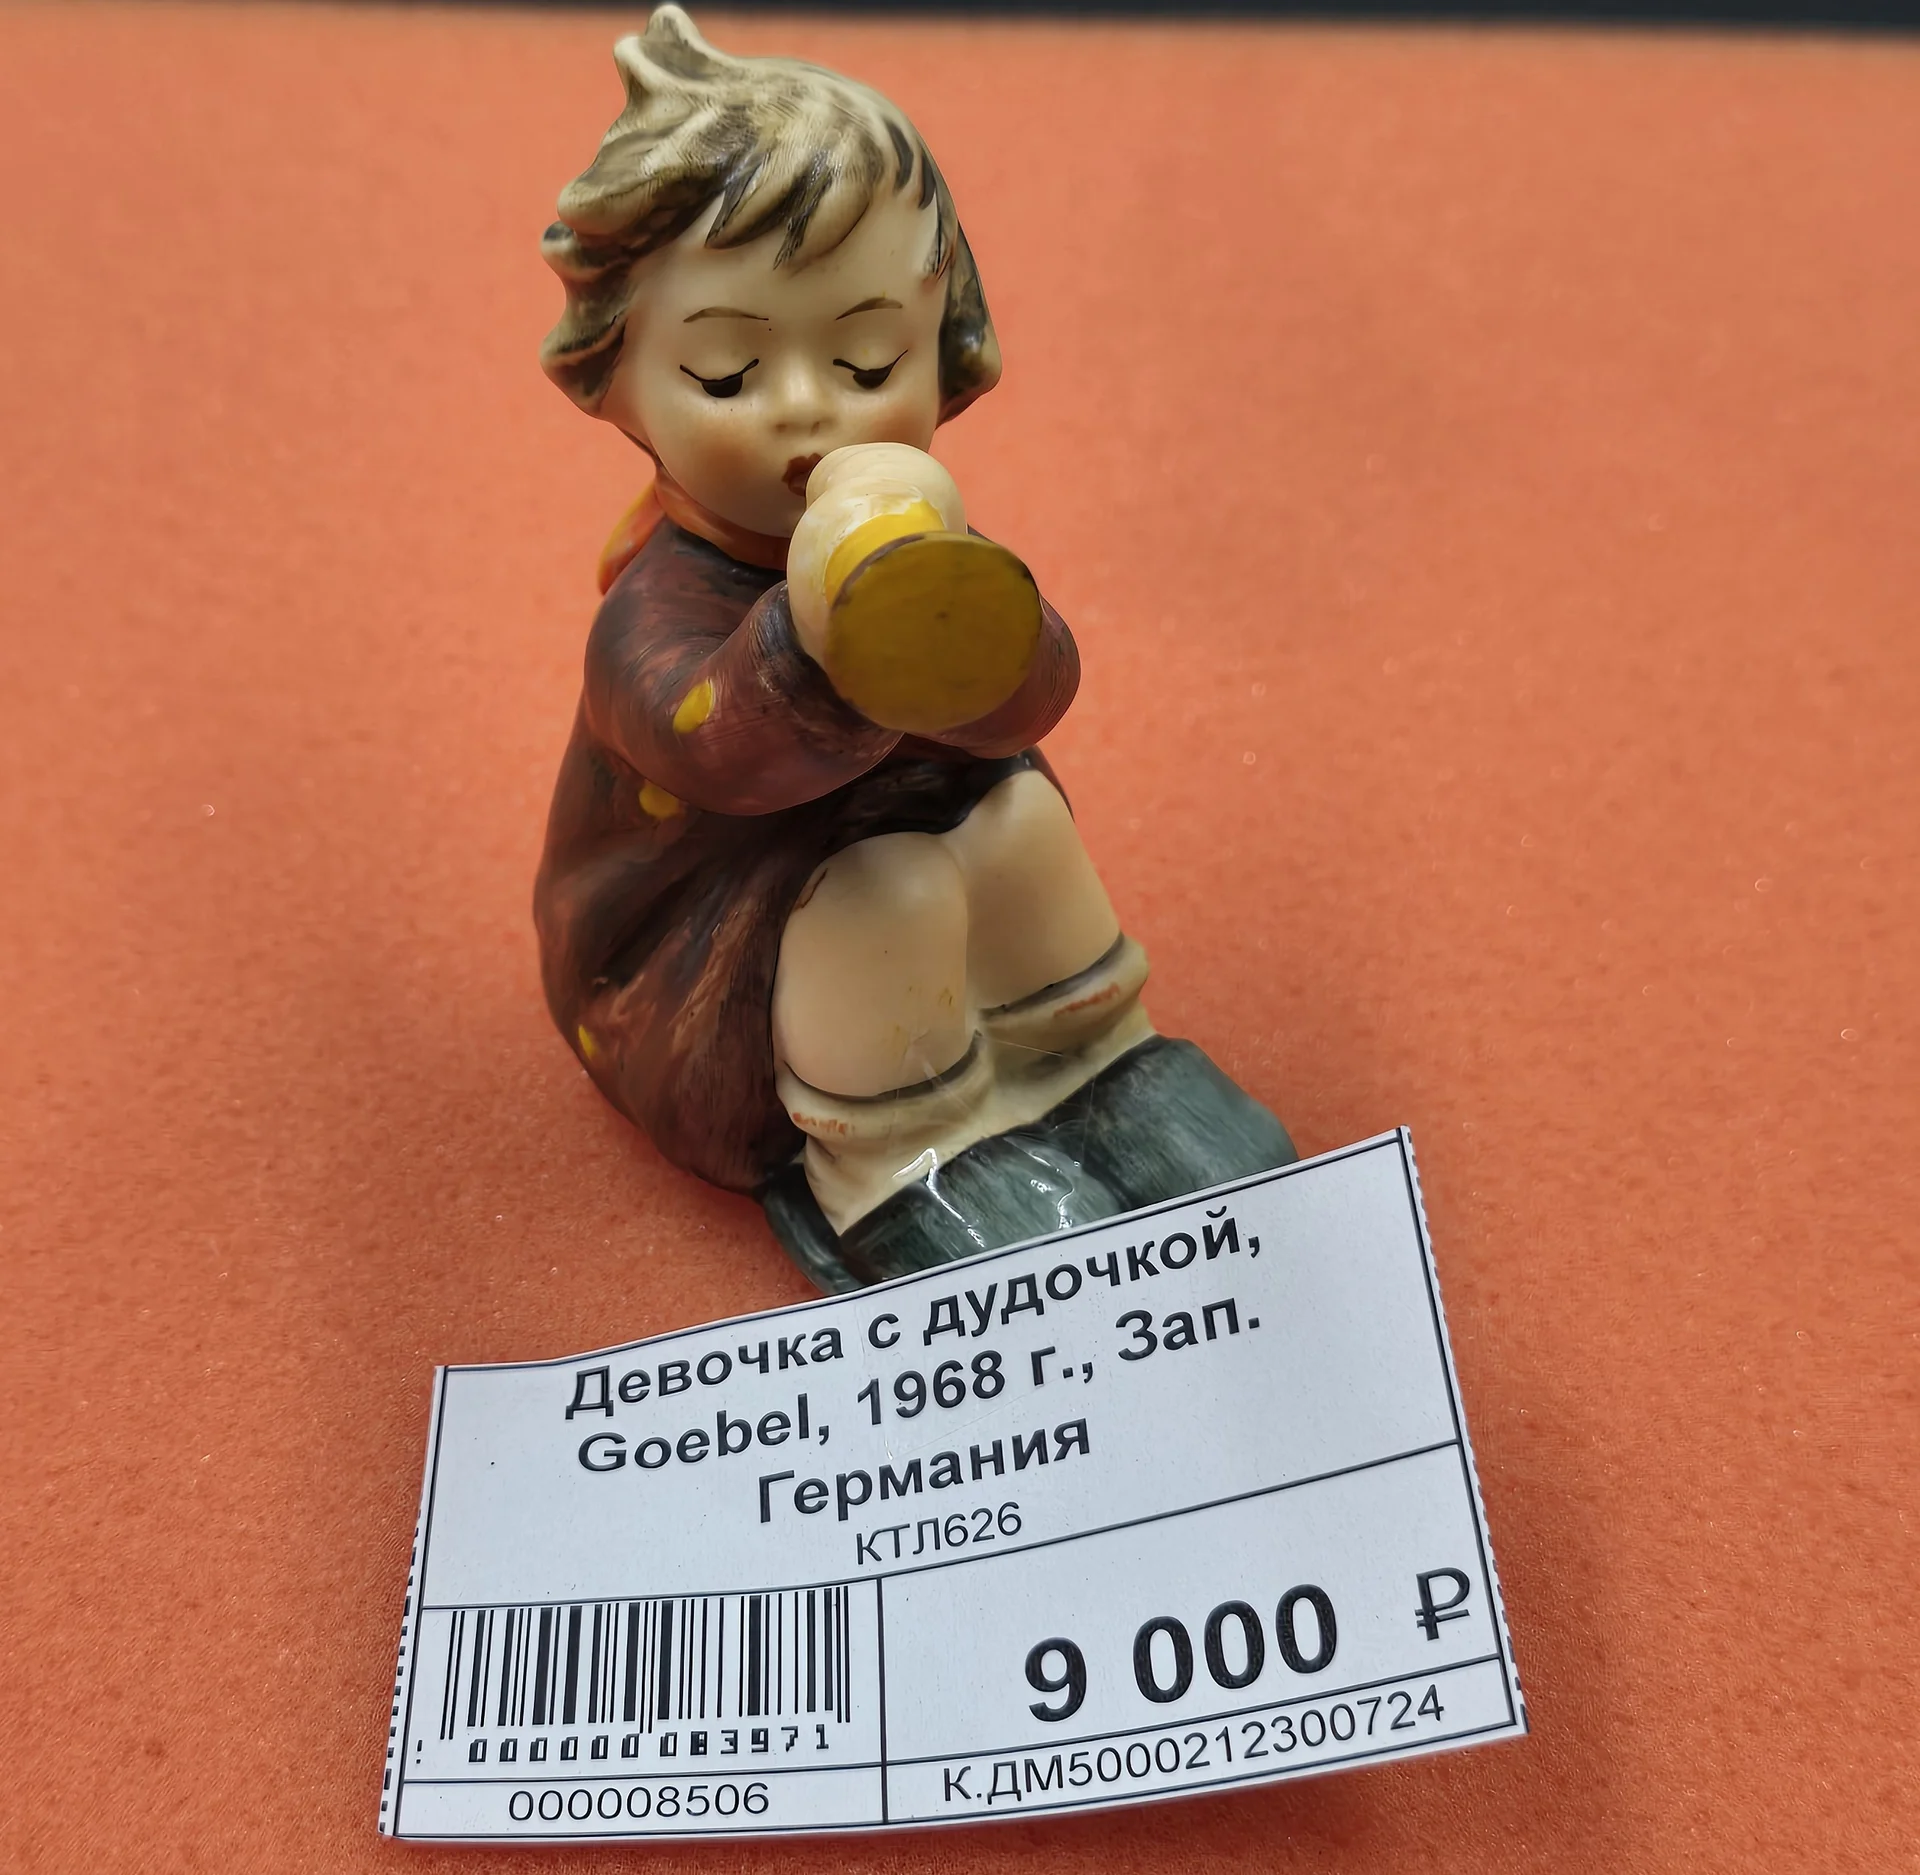 Девочка с дудочкой,
Goebel, 1968 г., Зап.
Германия
КТЛ626
9 000 ₽
000000083971
000008506
К.ДМ5000212300724